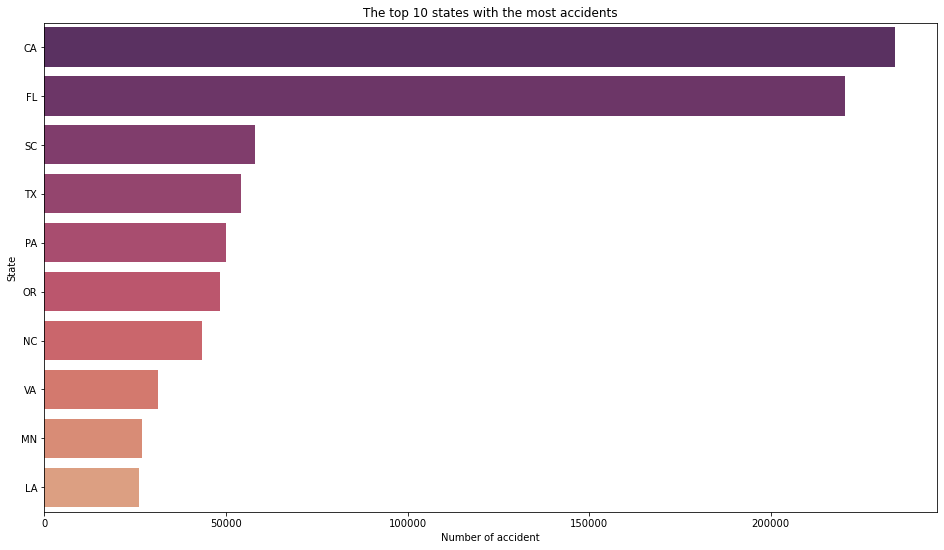 The top 10 states with the most accidents
State
CA
FL
SC
TX
PA
OR
NC
VA
MN
LA
0 50000 100000 150000 200000
Number of accident